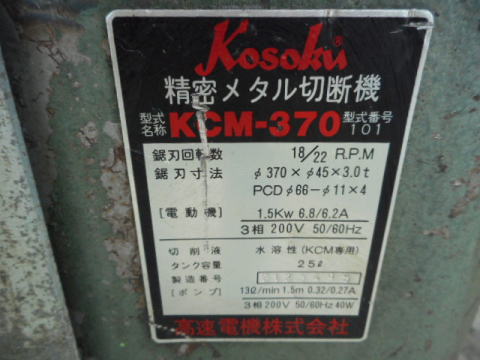 Kosoku®
精密メタル切断機
型式名称 KCM-370 型式番号 101
鋸刃回転数 18/22 R.P.M
鋸刃寸法 φ370×φ45×3.0t
PCDφ66-φ11×4
[電動機] 1.5Kw 6.8/6.2A
3相 200V 50/60Hz
切削液 水溶性(KCM専用)
タンク容量 25ℓ
製造番号
[ポンプ] 13ℓ/min 1.5m 0.32/0.27A
3相 200V 50/60Hz 40W
高速電機株式会社